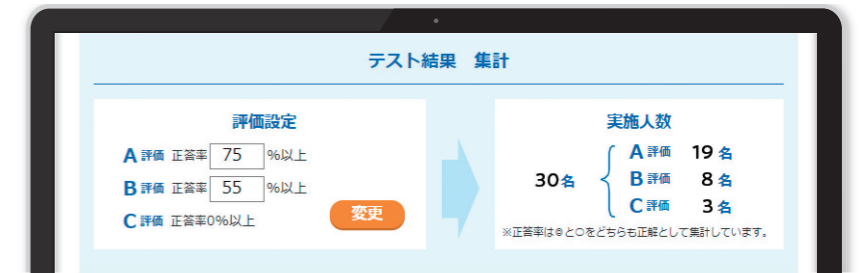 テスト結果 集計
評価設定
A評価 正答率 75 %以上
B評価 正答率 55 %以上
C評価 正答率0%以上
変更
実施人数
30名
A評価 19名
B評価 8名
C評価 3名
※正答率は◎と○をどちらも正解として集計しています。